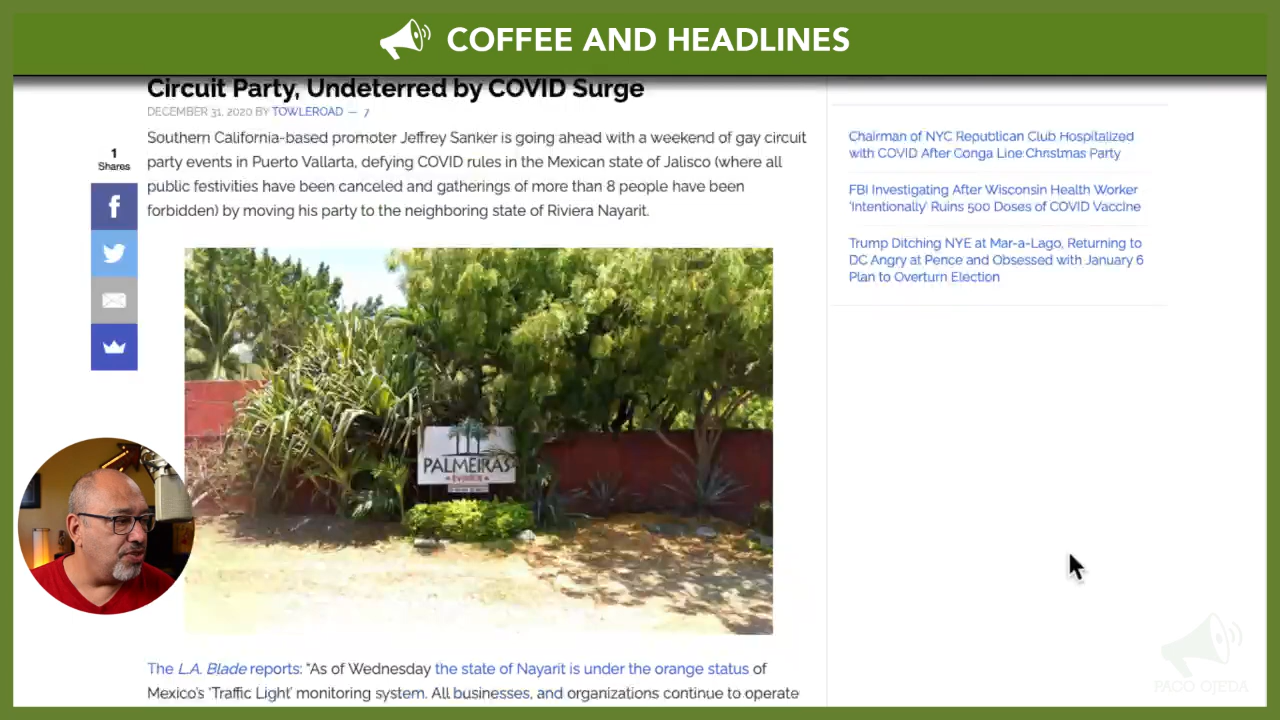 COFFEE AND HEADLINES
Circuit Party, Undeterred by COVID Surge
DECEMBER 31, 2020 BY TOWLEROAD — 7
1
Shares
Southern California-based promoter Jeffrey Sanker is going ahead with a weekend of gay circuit
party events in Puerto Vallarta, defying COVID rules in the Mexican state of Jalisco (where all
public festivities have been canceled and gatherings of more than 8 people have been
forbidden) by moving his party to the neighboring state of Riviera Nayarit.
PALMEIRAS
The L.A. Blade reports: "As of Wednesday the state of Nayarit is under the orange status of
Mexico's 'Traffic Light' monitoring system. All businesses, and organizations continue to operate
Chairman of NYC Republican Club Hospitalized
with COVID After Conga Line Christmas Party
FBI Investigating After Wisconsin Health Worker
'Intentionally' Ruins 500 Doses of COVID Vaccine
Trump Ditching NYE at Mar-a-Lago, Returning to
DC Angry at Pence and Obsessed with January 6
Plan to Overturn Election
PACO OJEDA